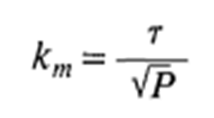 k_m = τ / √P